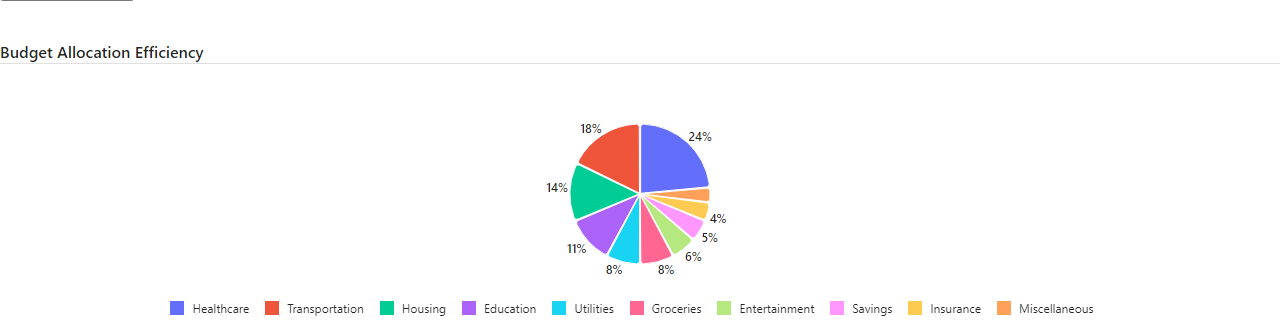 Budget Allocation Efficiency
18%
24%
14%
4%
5%
11%
6%
8%
8%
Healthcare
Transportation
Housing
Education
Utilities
Groceries
Entertainment
Savings
Insurance
Miscellaneous